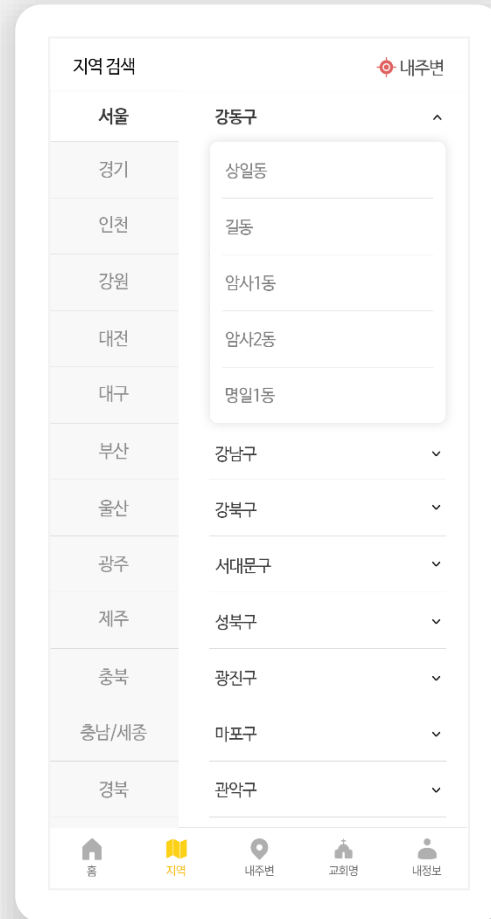 지역 검색
내주변
서울
경기
인천
강원
대전
대구
부산
울산
광주
제주
충북
충남/세종
경북
강동구
상일동
길동
암사1동
암사2동
명일1동
강남구
강북구
서대문구
성북구
광진구
마포구
관악구
홈
지역
내주변
교회명
내정보